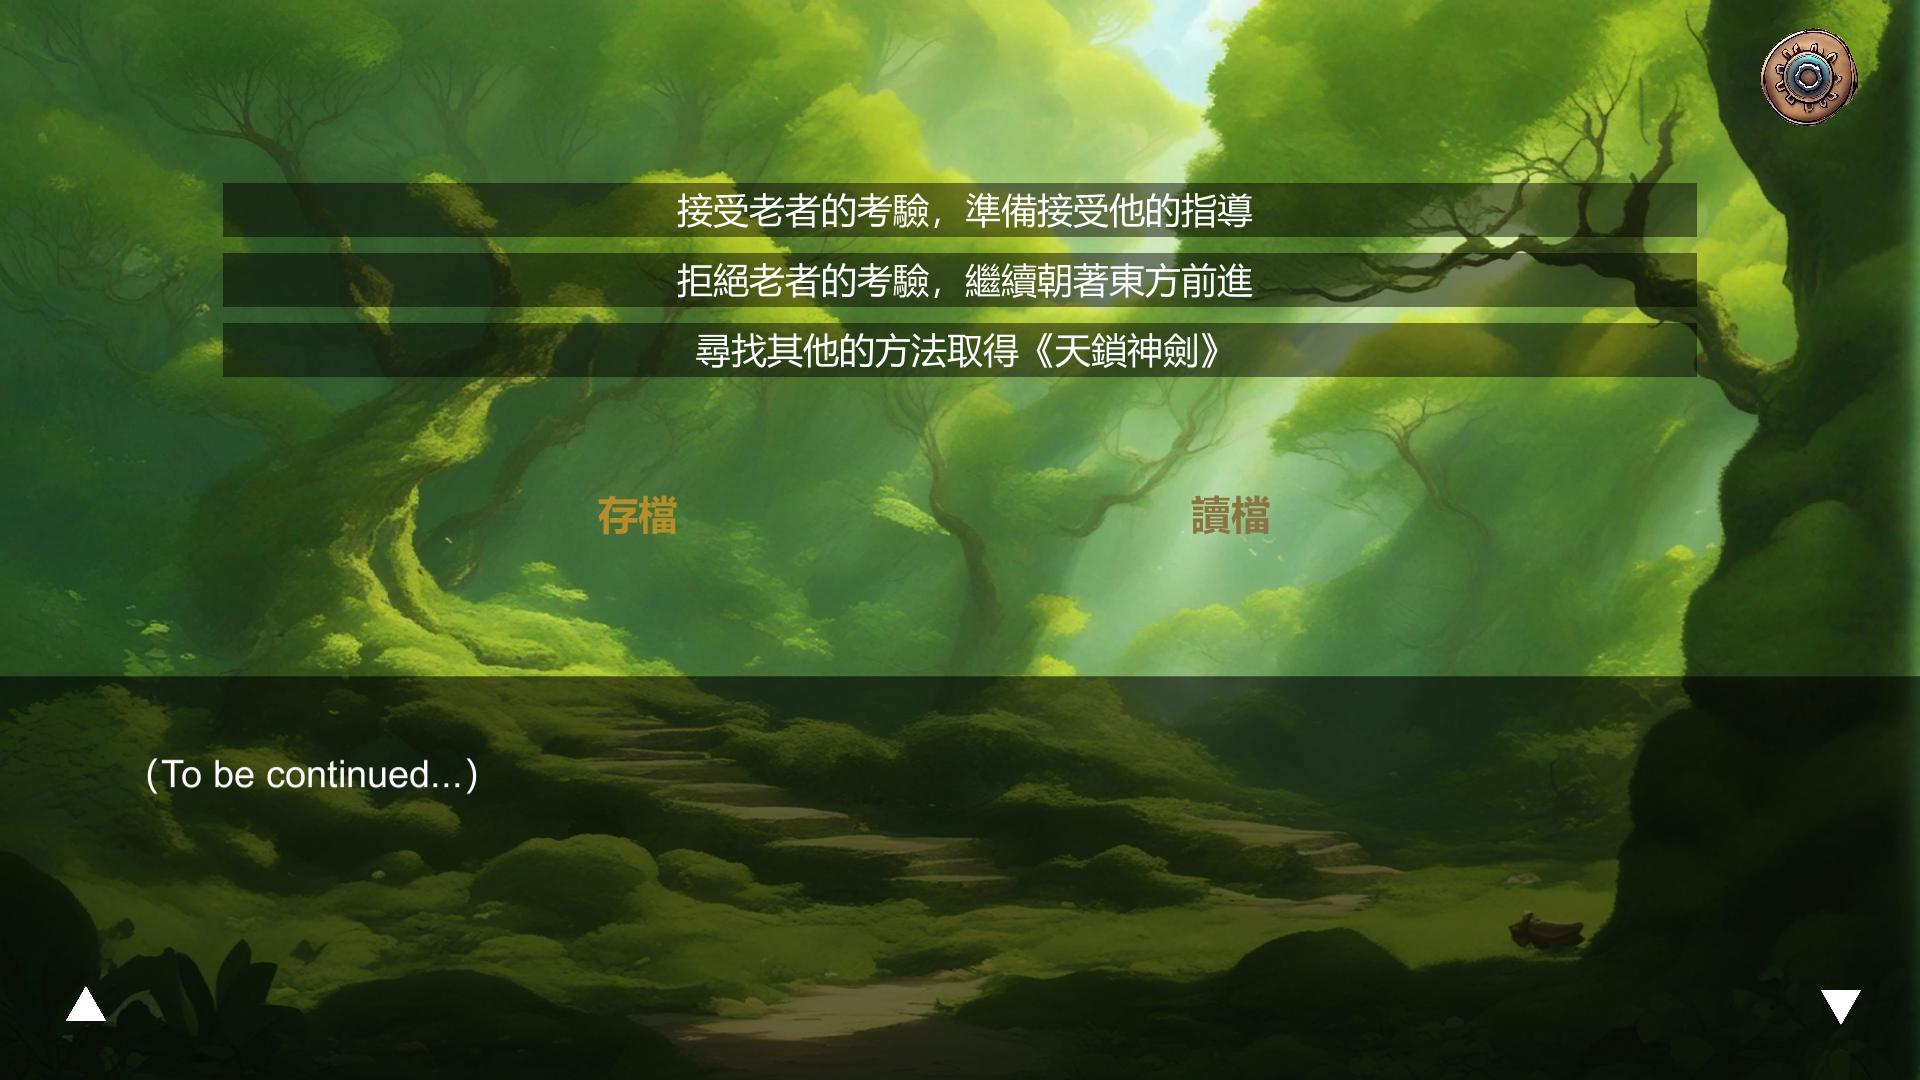 接受老者的考驗，準備接受他的指導
拒絕老者的考驗，繼續朝著東方前進
尋找其他的方法取得《天鎖神劍》
存檔
讀檔
(To be continued...)